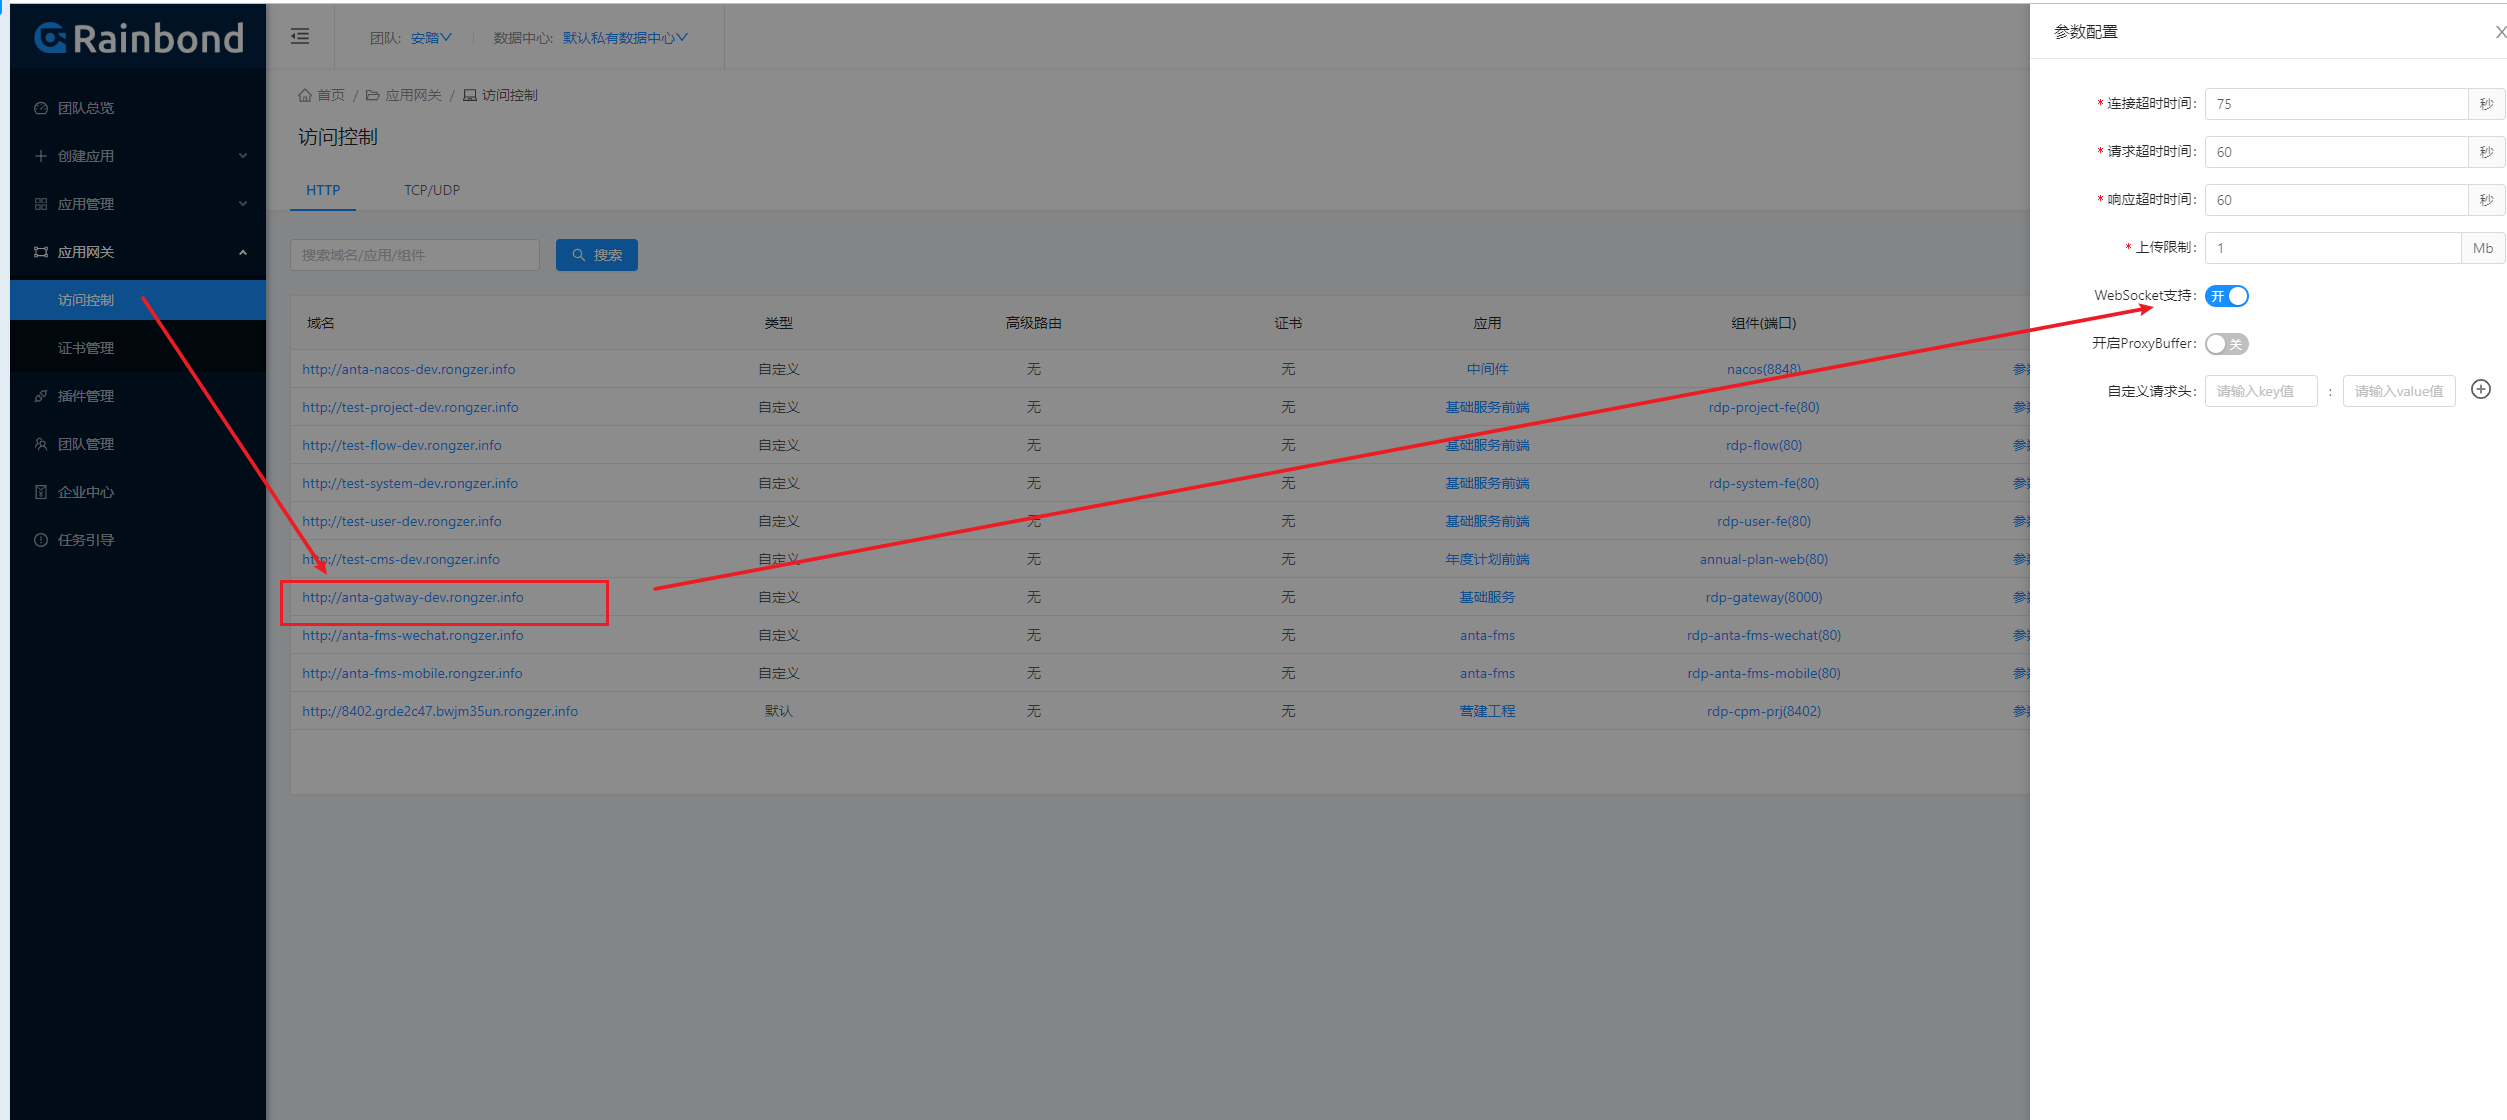 Rainbond
团队总览
创建应用
应用管理
应用网关
访问控制
证书管理
插件管理
团队管理
企业中心
任务引导
团队: 安踏 数据中心: 默认私有数据中心
首页 / 应用网关 / 访问控制
访问控制
HTTP TCP/UDP
搜索域名/应用/组件 搜索
域名 类型 高级路由 证书 应用 组件(端口)
http://anta-nacos-dev.rongzer.info 自定义 无 无 中间件 nacos(8848)
http://test-project-dev.rongzer.info 自定义 无 无 基础服务前端 rdp-project-fe(80)
http://test-flow-dev.rongzer.info 自定义 无 无 基础服务前端 rdp-flow(80)
http://test-system-dev.rongzer.info 自定义 无 无 基础服务前端 rdp-system-fe(80)
http://test-user-dev.rongzer.info 自定义 无 无 基础服务前端 rdp-user-fe(80)
http://test-cms-dev.rongzer.info 自定义 无 无 年度计划前端 annual-plan-web(80)
http://anta-gatway-dev.rongzer.info 自定义 无 无 基础服务 rdp-gateway(8000)
http://anta-fms-wechat.rongzer.info 自定义 无 无 anta-fms rdp-anta-fms-wechat(80)
http://anta-fms-mobile.rongzer.info 自定义 无 无 anta-fms rdp-anta-fms-mobile(80)
http://8402.grde2c47.bwjm35un.rongzer.info 默认 无 无 营建工程 rdp-cpm-prj(8402)
参数配置
* 连接超时时间: 75 秒
* 请求超时时间: 60 秒
* 响应超时时间: 60 秒
* 上传限制: 1 Mb
WebSocket支持: 开
开启ProxyBuffer: 关
自定义请求头: 请输入key值 : 请输入value值